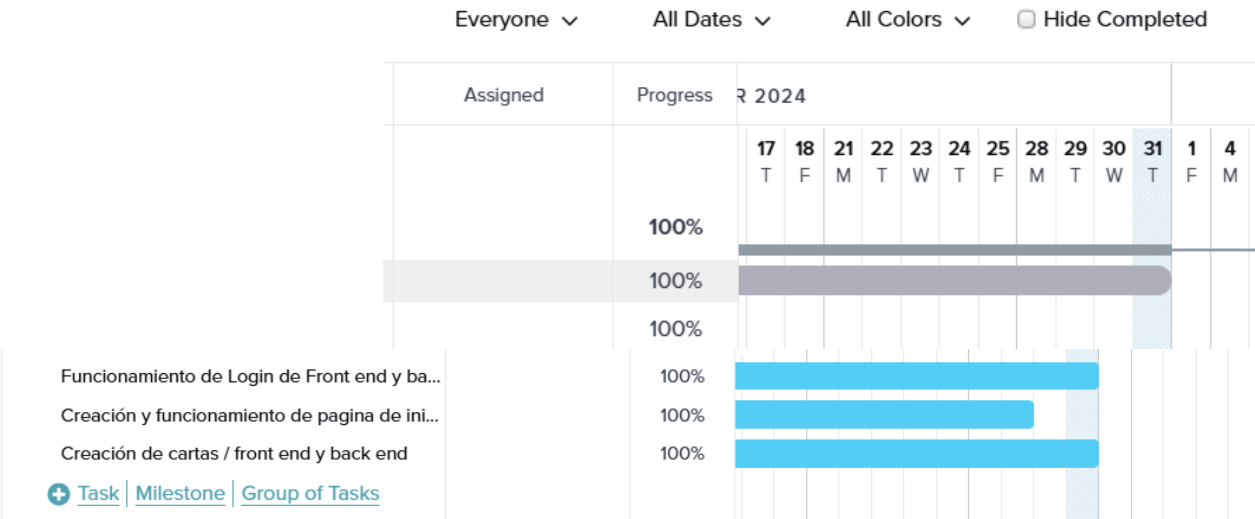 Everyone All Dates All Colors Hide Completed
Assigned Progress R 2024
17 18 21 22 23 24 25 28 29 30 31 1 4
T F M T W T F M T W T F M
100%
100%
100%
Funcionamiento de Login de Front end y ba... 100%
Creación y funcionamiento de pagina de ini... 100%
Creación de cartas / front end y back end 100%
Task Milestone Group of Tasks